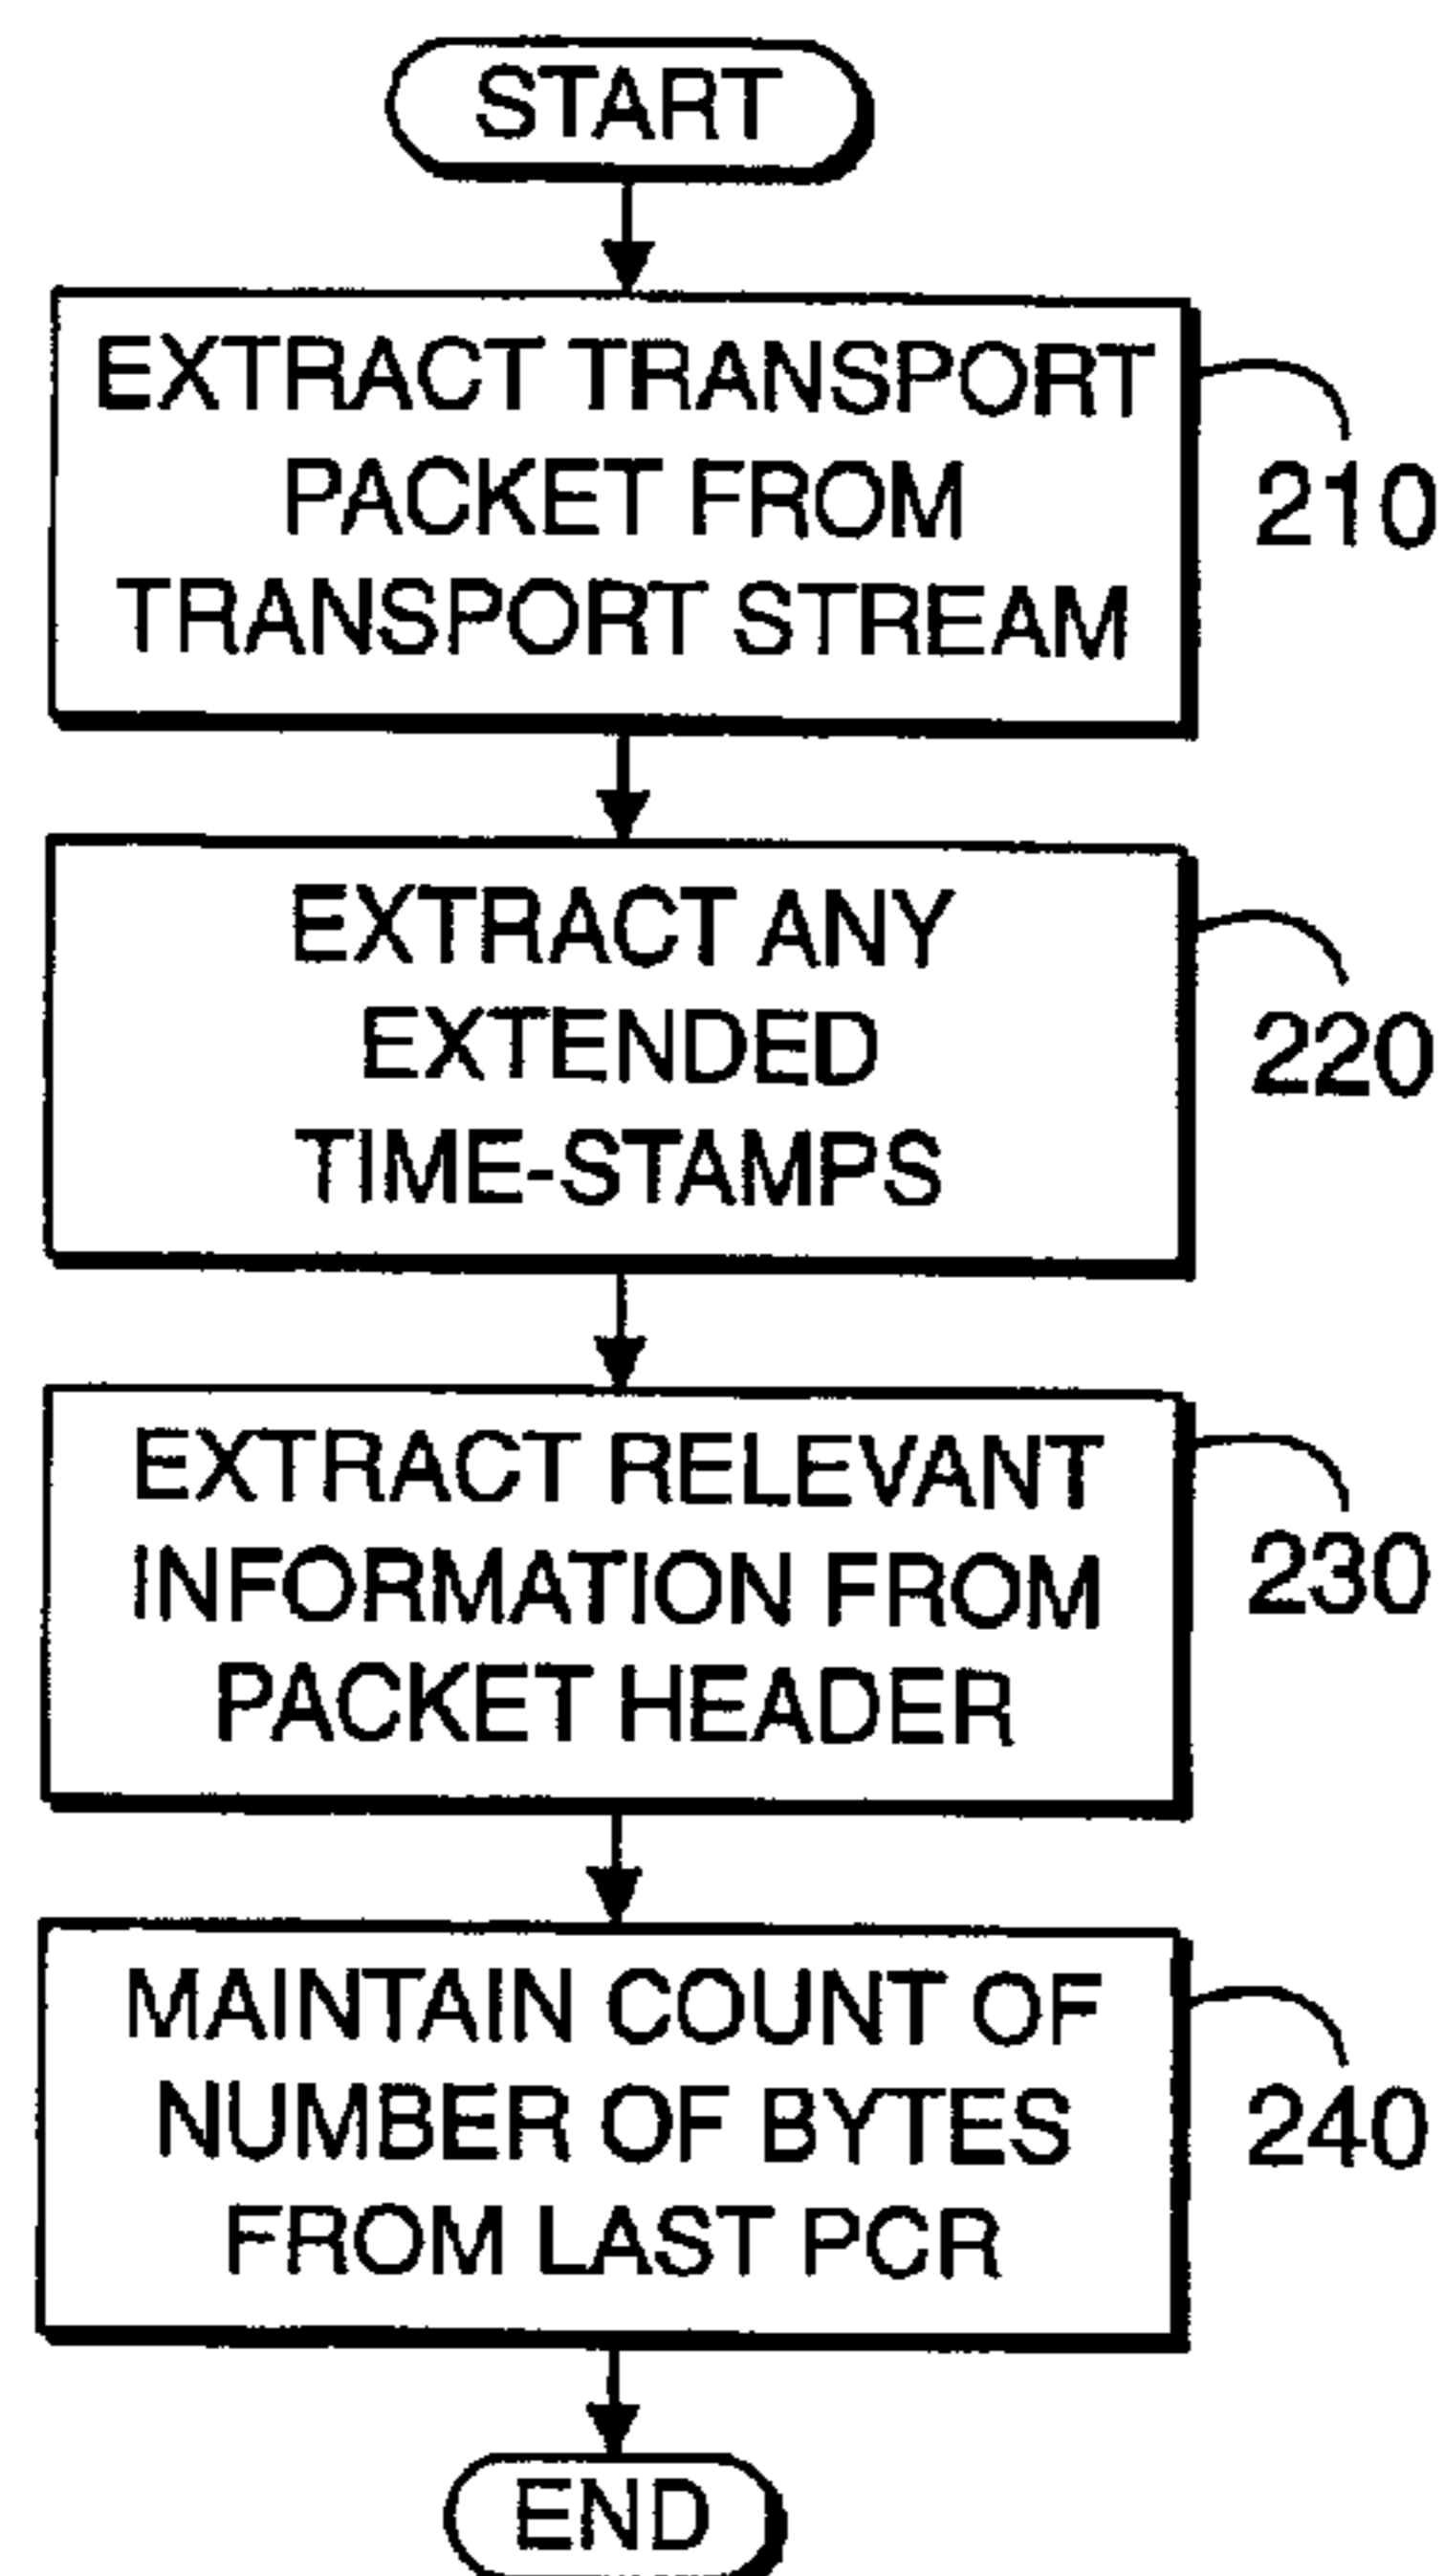 START
EXTRACT TRANSPORT
PACKET FROM
TRANSPORT STREAM
210
EXTRACT ANY
EXTENDED
TIME-STAMPS
220
EXTRACT RELEVANT
INFORMATION FROM
PACKET HEADER
230
MAINTAIN COUNT OF
NUMBER OF BYTES
FROM LAST PCR
240
END